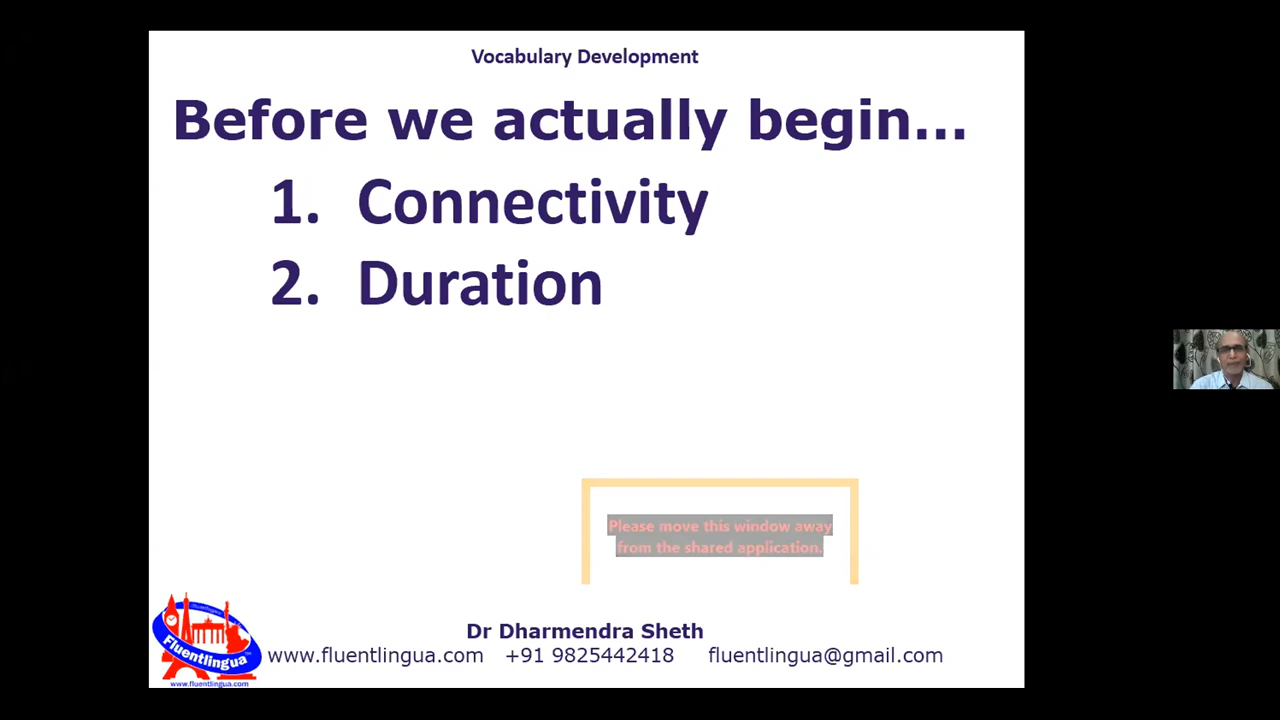 Vocabulary Development
Before we actually begin...
1. Connectivity
2. Duration
Please move this window away
from the shared application.
Fluentlingua
www.fluentlingua.com
Dr Dharmendra Sheth
www.fluentlingua.com +91 9825442418 fluentlingua@gmail.com